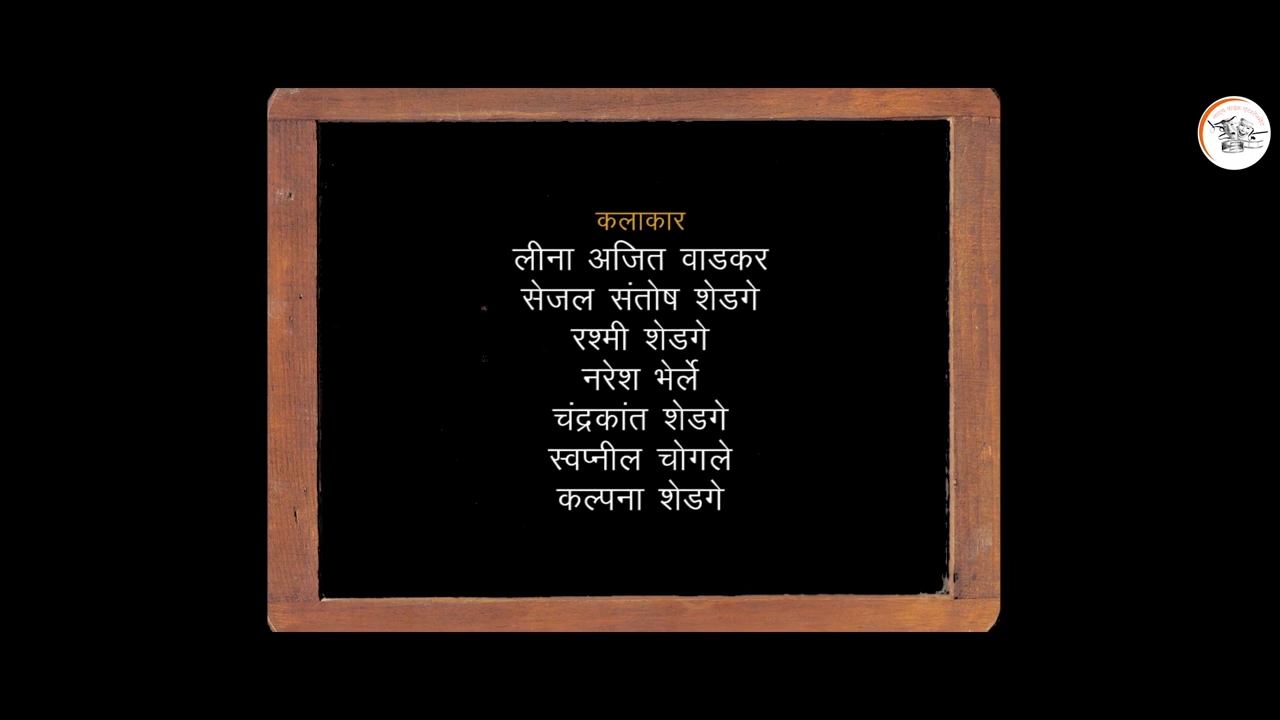 कलाकार
लीना अजित वाडकर
सेजल संतोष शेडगे
रश्मी शेडगे
नरेश भेर्ले
चंद्रकांत शेडगे
स्वप्नील चोगले
कल्पना शेडगे